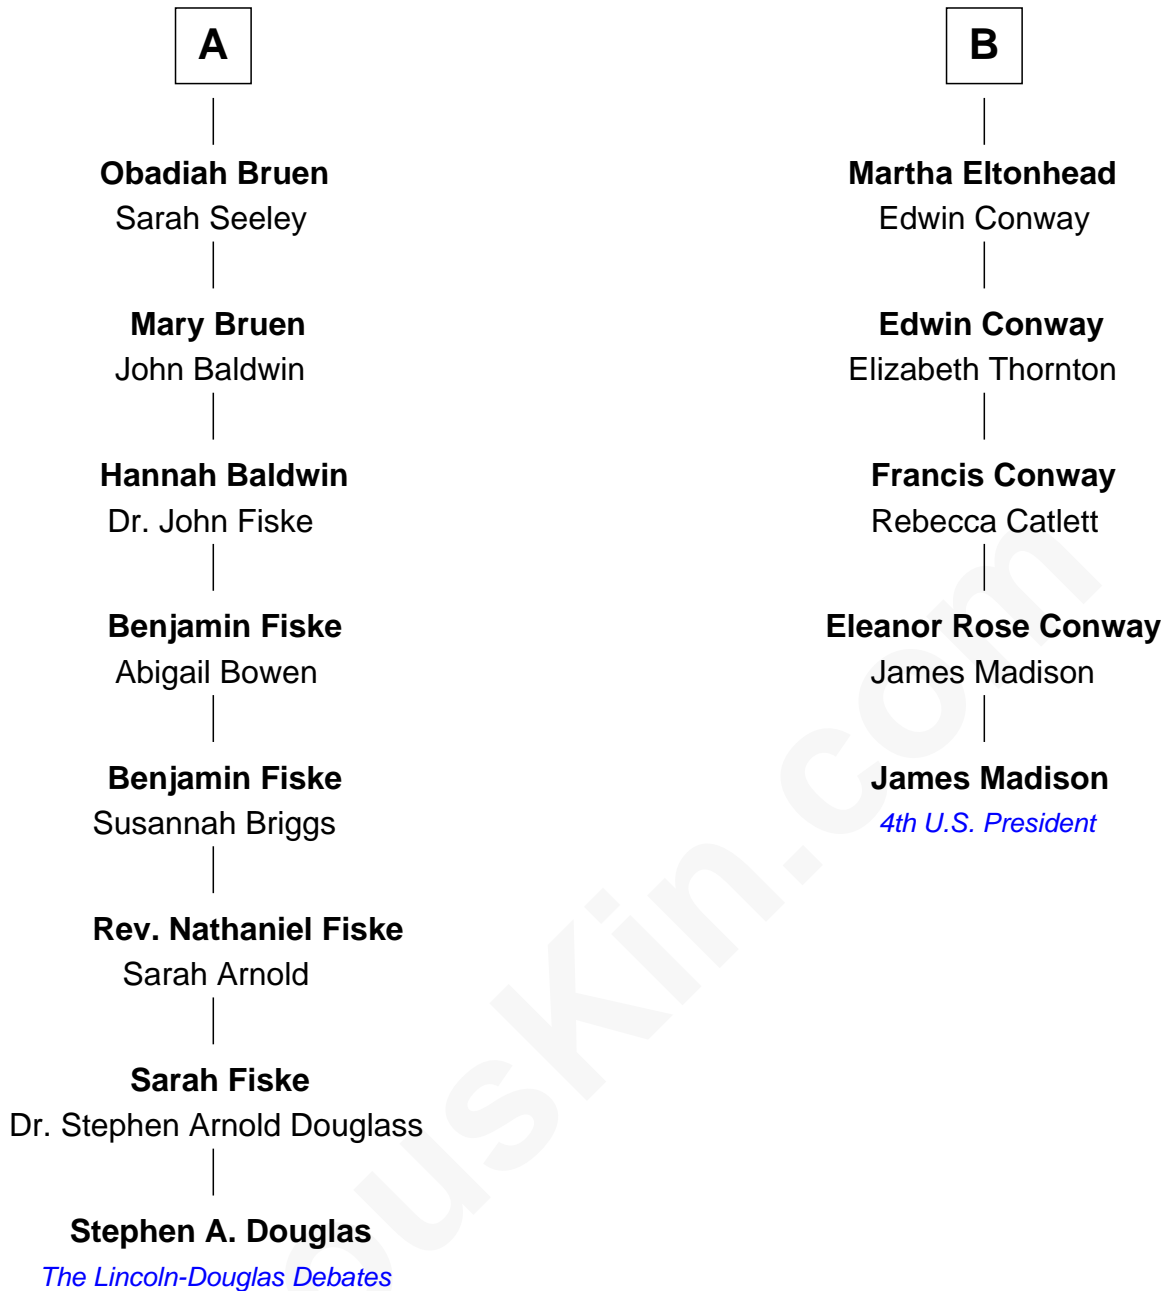 A
Obadiah Bruen
Sarah Seeley
Mary Bruen
John Baldwin
Hannah Baldwin
Dr. John Fiske
Benjamin Fiske
Abigail Bowen
Benjamin Fiske
Susannah Briggs
Rev. Nathaniel Fiske
Sarah Arnold
Sarah Fiske
Dr. Stephen Arnold Douglass
Stephen A. Douglas
The Lincoln-Douglas Debates
B
Martha Eltonhead
Edwin Conway
Edwin Conway
Elizabeth Thornton
Francis Conway
Rebecca Catlett
Eleanor Rose Conway
James Madison
James Madison
4th U.S. President
ousKin.com